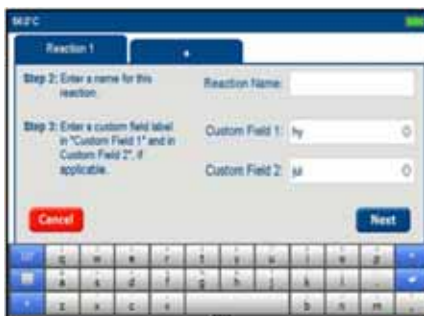 Reaction 1
+
Step 2: Enter a name for this
reaction.
Reaction Name:
Step 3: Enter a custom field label
in "Custom Field 1" and in
Custom Field 2", if
applicable.
Custom Field 1: hy
Custom Field 2: jul
Cancel
Next
q w e r t y u i o p
a s d f g h j k l
z x c v b n m